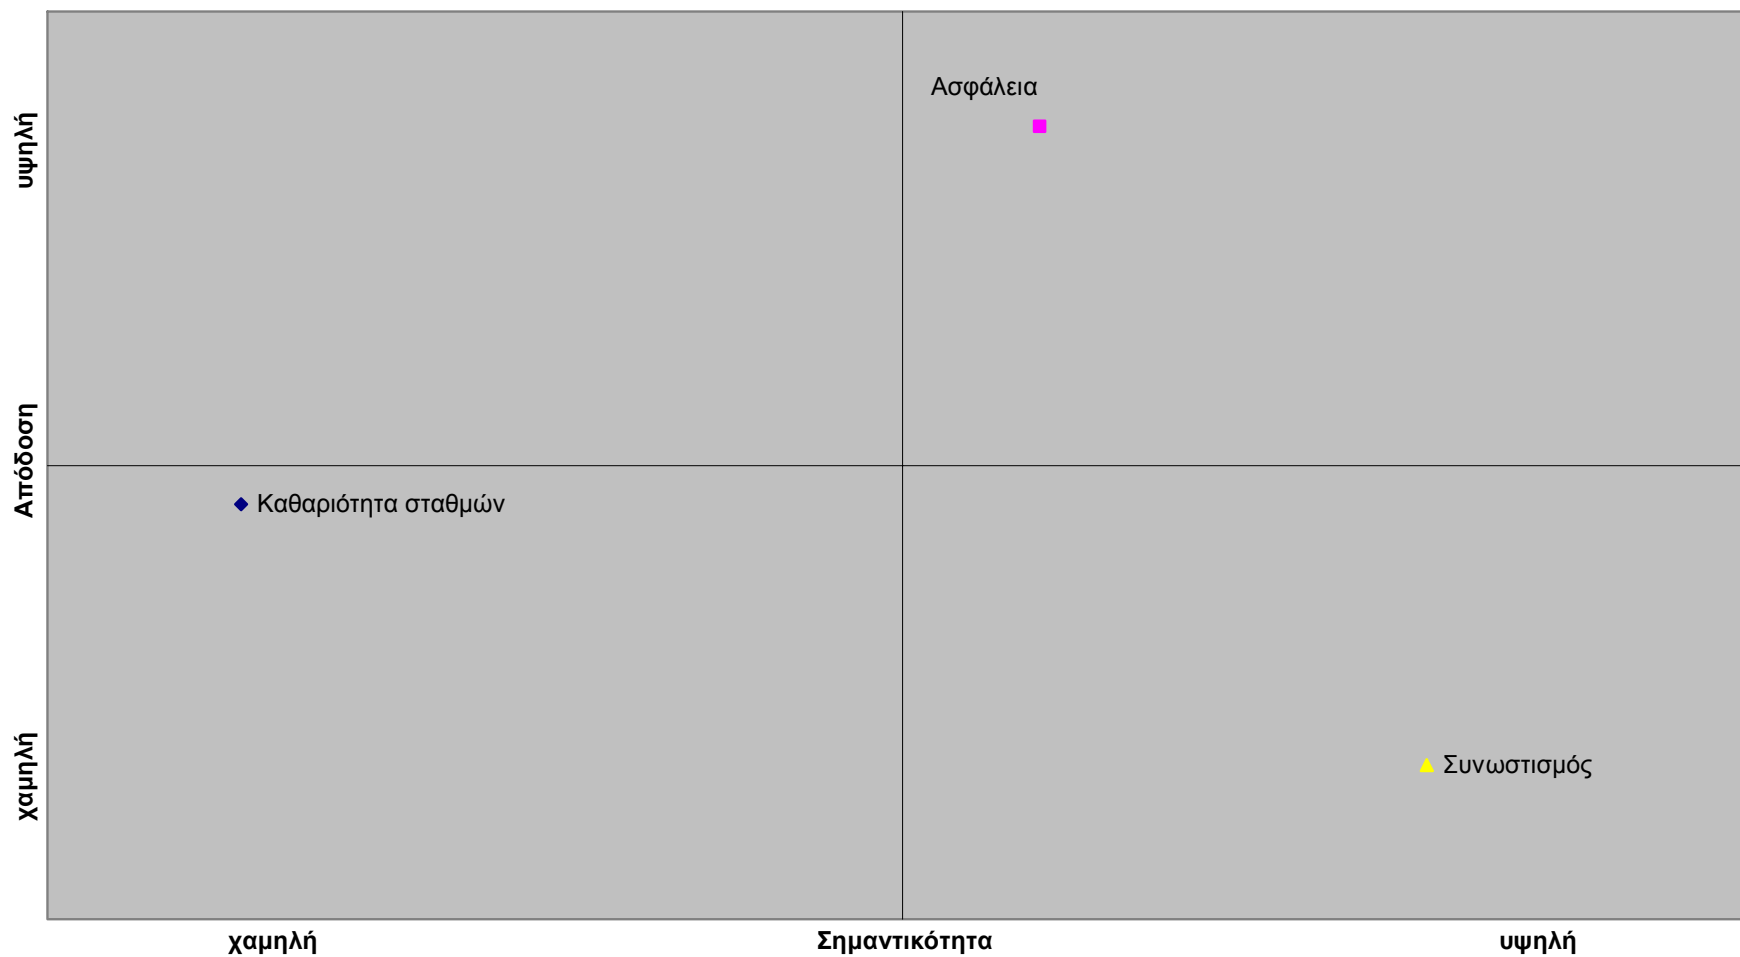 Ασφάλεια
υψηλή
Απόδοση
Καθαριότητα σταθμών
χαμηλή
Συνωστισμός
χαμηλή
Σημαντικότητα
υψηλή